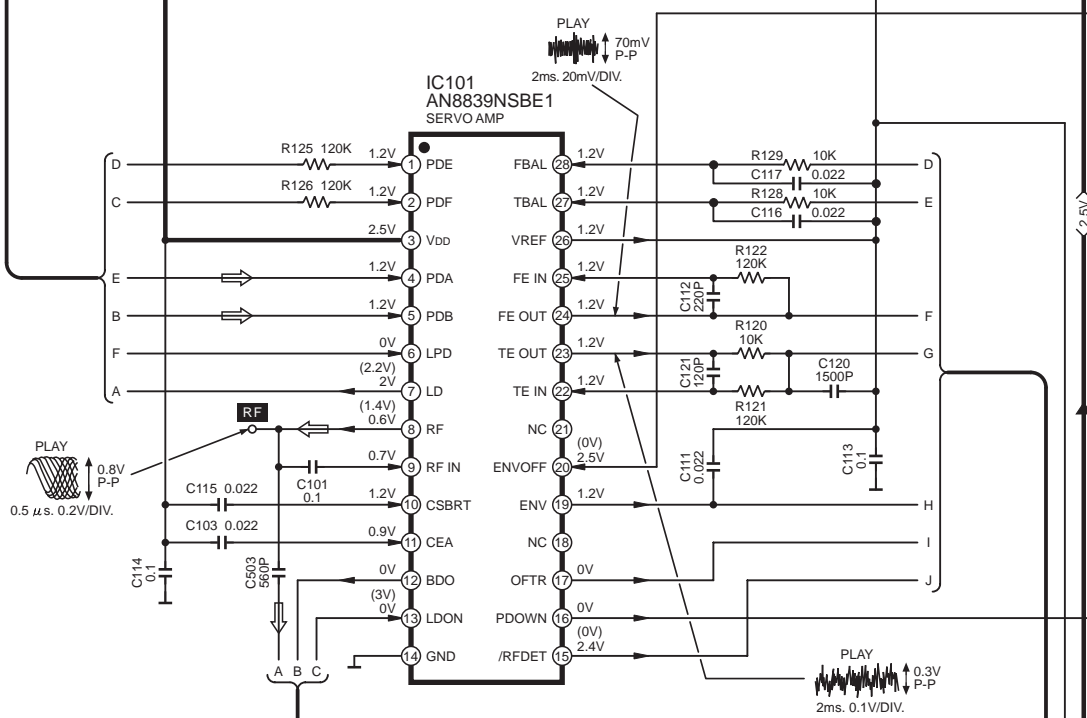 PLAY
70mV
P-P
2ms. 20mV/DIV.
IC101
AN8839NSBE1
SERVO AMP
D R125 120K 1.2V 1 PDE FBAL 28 1.2V R129 10K D
C117 0.022
C R126 120K 1.2V 2 PDF TBAL 27 1.2V R128 10K E
C116 0.022
2.5V 3 VDD VREF 26 1.2V
2.5V
E 1.2V 4 PDA FE IN 25 1.2V R122 120K
C112 220P
B 1.2V 5 PDB FE OUT 24 1.2V F
F 0V 6 LPD TE OUT 23 1.2V R120 10K G
C121 120P
C120 1500P
A (2.2V) 2V 7 LD TE IN 22 1.2V R121 120K
RF (1.4V) 0.6V 8 RF NC 21
PLAY
0.8V
P-P
0.5 μs. 0.2V/DIV.
C101 0.1 0.7V 9 RF IN ENVOFF 20 (0V) 2.5V
C111 0.022
C113 0.1
C115 0.022 1.2V 10 CSBRT ENV 19 1.2V H
C103 0.022 0.9V 11 CEA NC 18 I
C114 0.1
C503 560P
0V 12 BDO OFTR 17 0V J
(3V) 0V 13 LDON PDOWN 16 0V
14 GND /RFDET 15 (0V) 2.4V
A B C
PLAY
0.3V
P-P
2ms. 0.1V/DIV.